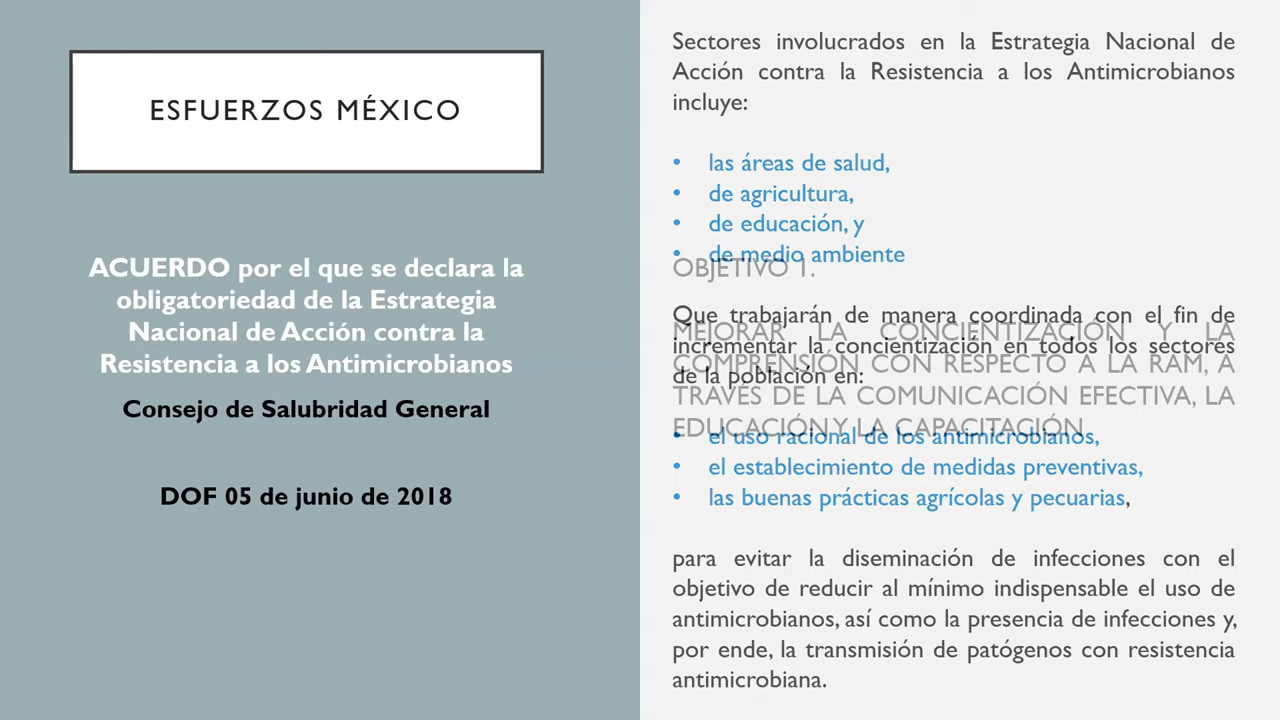 ESFUERZOS MÉXICO
ACUERDO por el que se declara la
obligatoriedad de la Estrategia
Nacional de Acción contra la
Resistencia a los Antimicrobianos
Consejo de Salubridad General
DOF 05 de junio de 2018
Sectores involucrados en la Estrategia Nacional de
Acción contra la Resistencia a los Antimicrobianos
incluye:
• las áreas de salud,
• de agricultura,
• de educación, y
• de medio ambiente
OBJETIVO 1.
Que trabajarán de manera coordinada con el fin de
MEJORAR LA CONCIENTIZACIÓN Y LA
incrementar la concientización en todos los sectores
COMPRENSIÓN CON RESPECTO A LA RAM, A
de la población en:
TRAVÉS DE LA COMUNICACIÓN EFECTIVA, LA
EDUCACIÓN Y LA CAPACITACIÓN
• el uso racional de los antimicrobianos,
• el establecimiento de medidas preventivas,
• las buenas prácticas agrícolas y pecuarias,
para evitar la diseminación de infecciones con el
objetivo de reducir al mínimo indispensable el uso de
antimicrobianos, así como la presencia de infecciones y,
por ende, la transmisión de patógenos con resistencia
antimicrobiana.